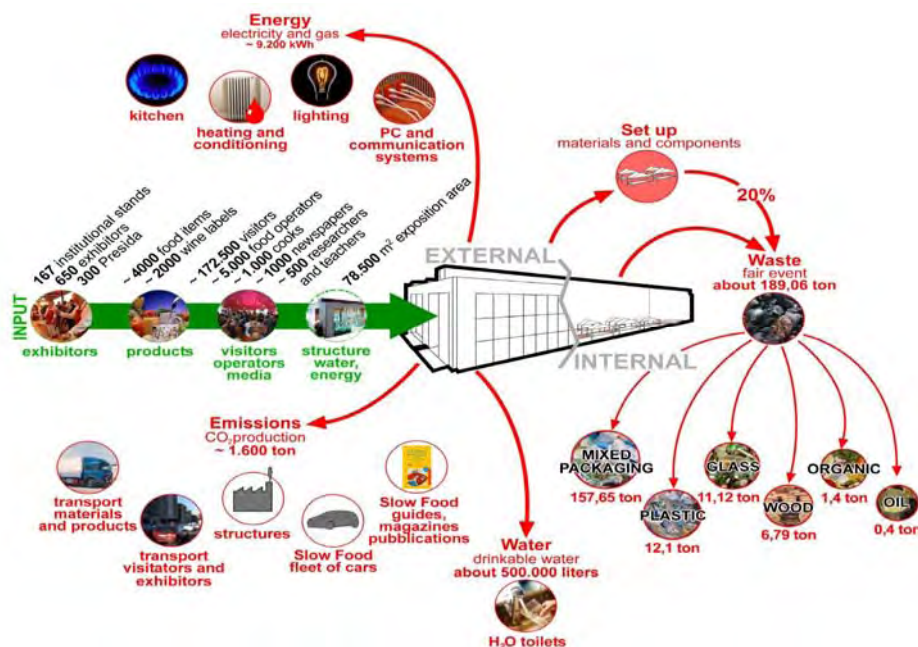 Energy
electricity and gas
~ 9.200 kWh
kitchen
heating and
conditioning
lighting
PC and
communication
systems
Set up
materials and components
20%
Waste
fair event
about 189,06 ton
EXTERNAL
INTERNAL
INPUT
167 institutional stands
650 exhibitors
300 Presida
~ 4000 food items
~ 2000 wine labels
~ 172.500 visitors
~ 5.000 food operators
~ 1.000 cooks
~ 1000 newspapers
~ 500 researchers
and teachers
78.500 m² exposition area
exhibitors
products
visitors
operators
media
structure
water,
energy
Emissions
CO₂production
~ 1.600 ton
transport
materials
and products
transport
visitators and
exhibitors
structures
Slow Food
fleet of cars
Slow Food
guides,
magazines
pubblications
Water
drinkable water
about 500.000 liters
H₂O toilets
MIXED
PACKAGING
157,65 ton
PLASTIC
12,1 ton
GLASS
11,12 ton
WOOD
6,79 ton
ORGANIC
1,4 ton
OIL
0,4 ton